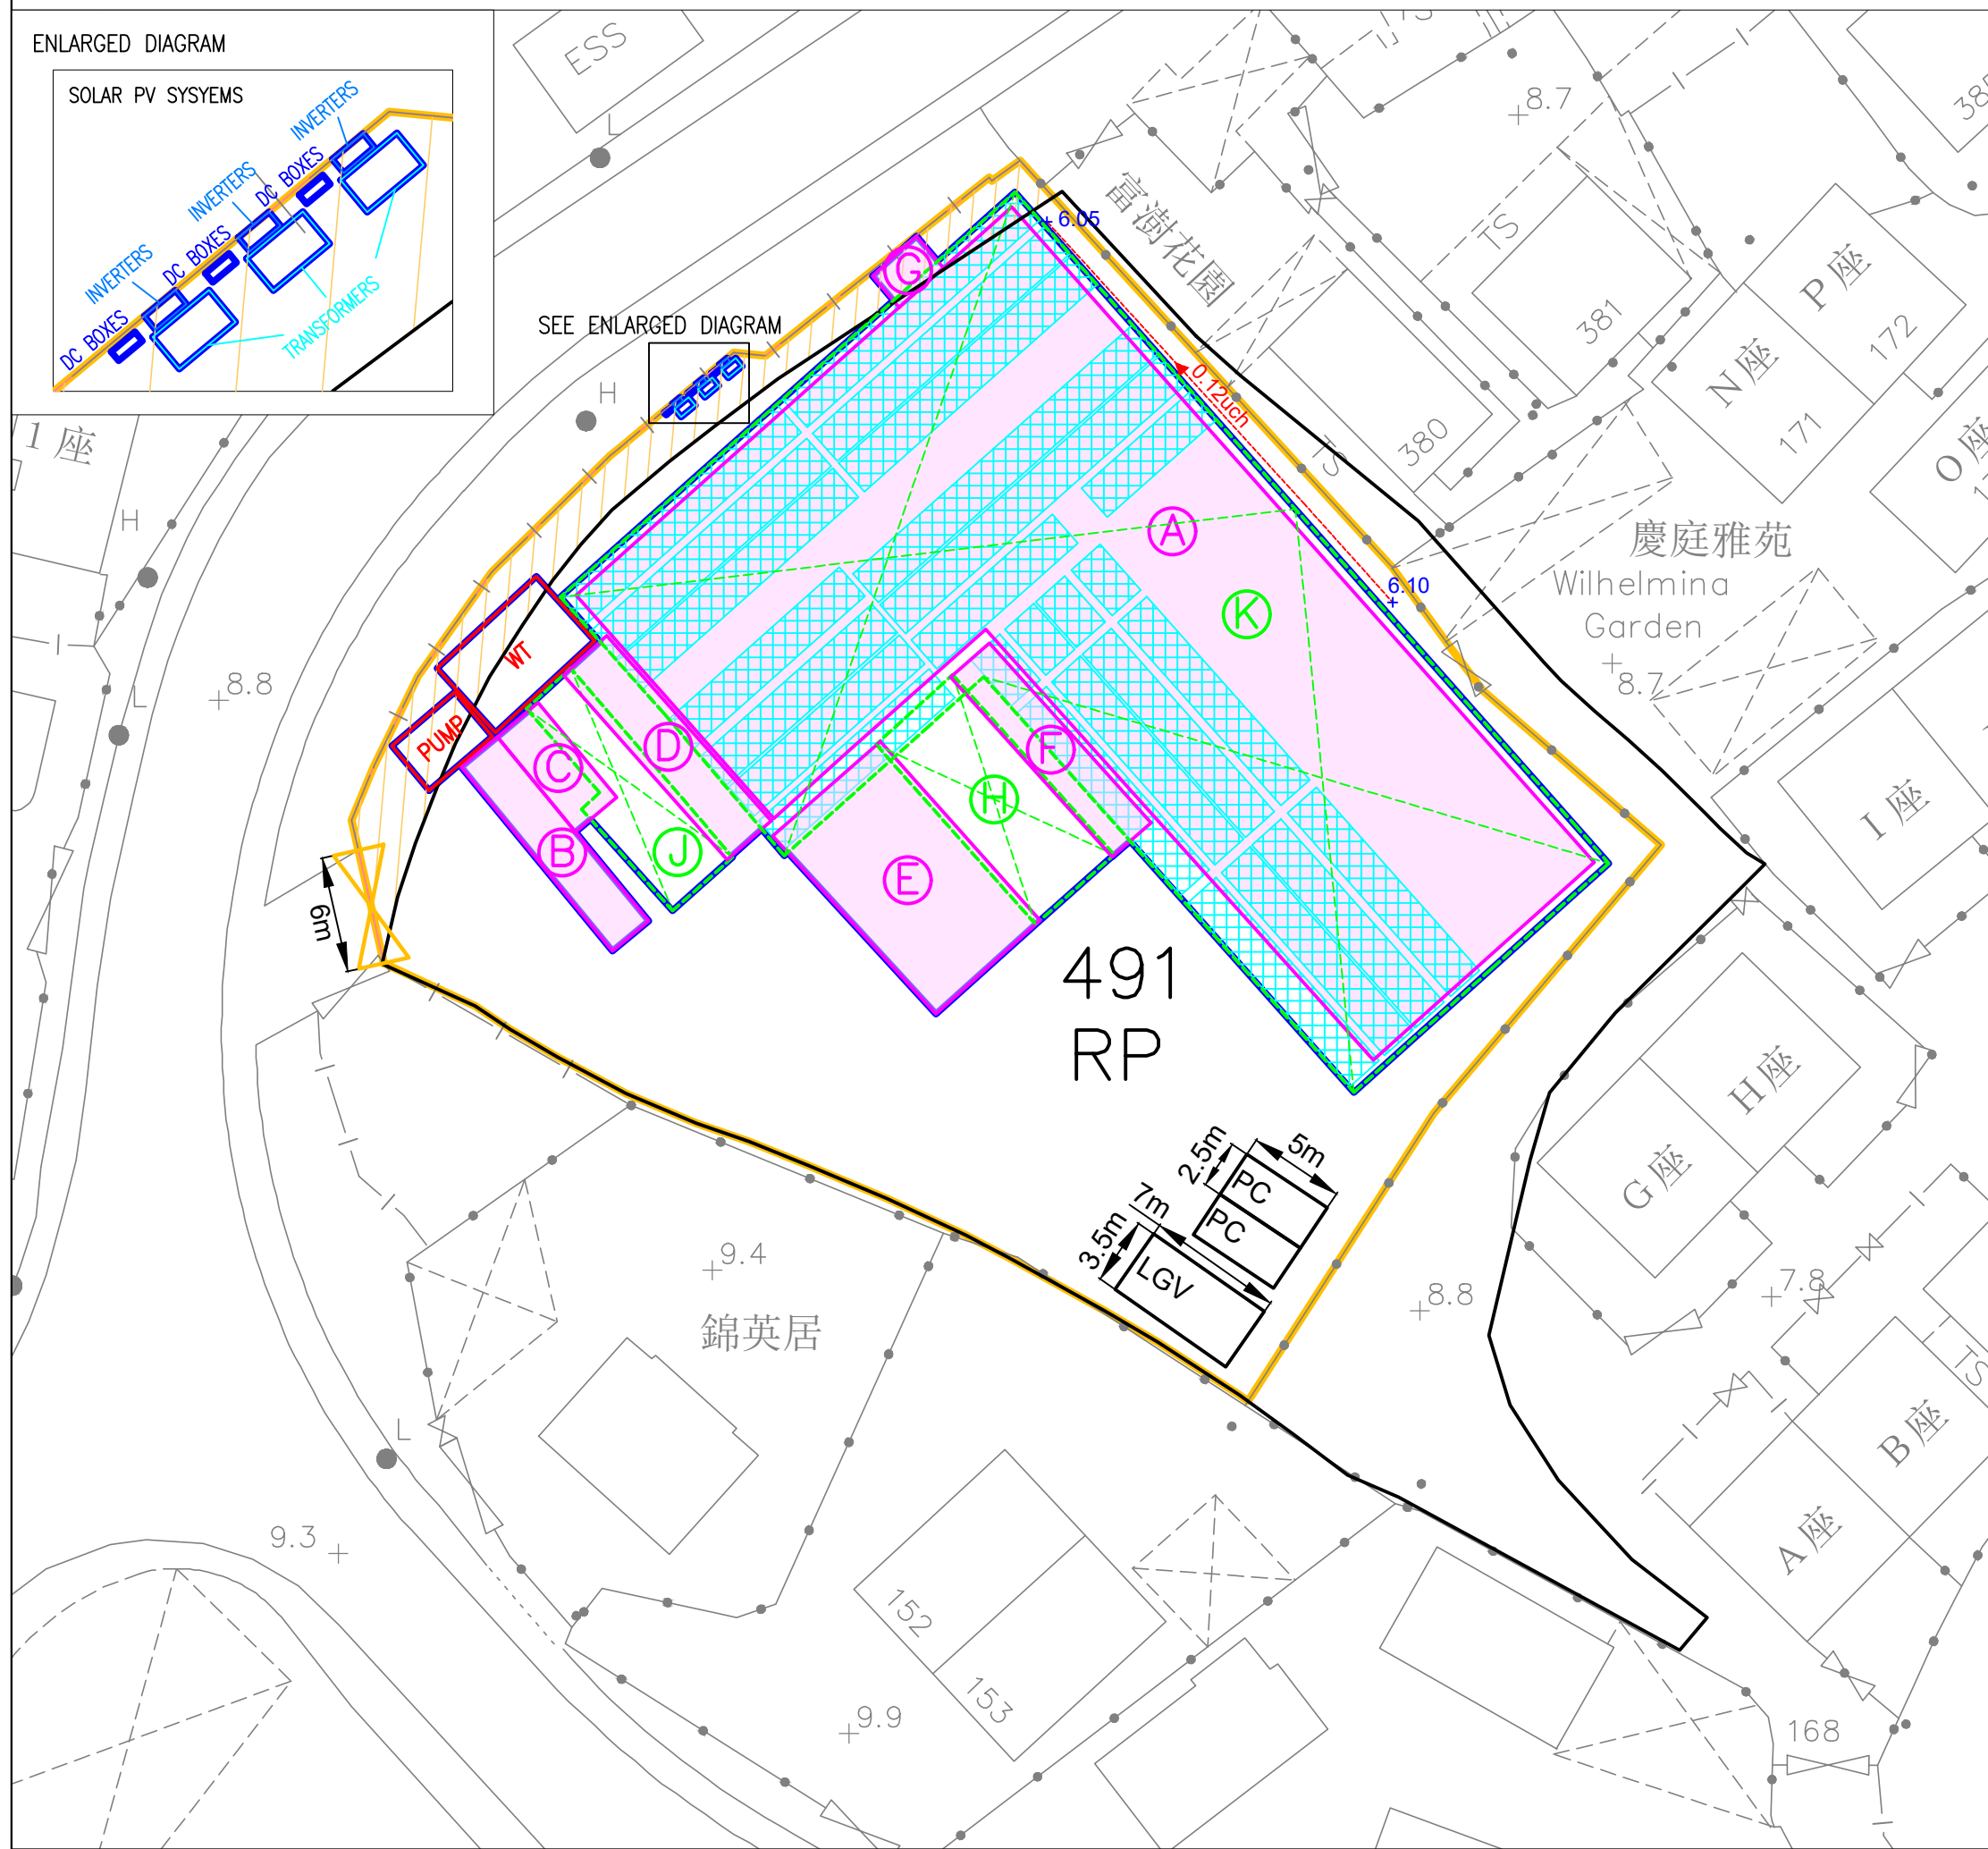 ENLARGED DIAGRAM
SOLAR PV SYSYEMS
INVERTERS
DC BOXES
INVERTERS
DC BOXES
INVERTERS
DC BOXES
TRANSFORMERS
ESS
L
8.7
富澍花園
6.05
TS
P座
172
381
G
SEE ENLARGED DIAGRAM
0.12uch
N座
171
1座
H
380
TS
O座
H
A
慶庭雅苑
Wilhelmina
Garden
6.10
K
8.7
WT
8.8
L
PUMP
C
D
F
H
I座
B
J
E
6m
491
RP
H座
G座
5m
2.5m
PC
PC
7m
3.5m
LGV
9.4
8.8
7.8
錦英居
TS
B座
L
A座
9.3
152
153
9.9
168